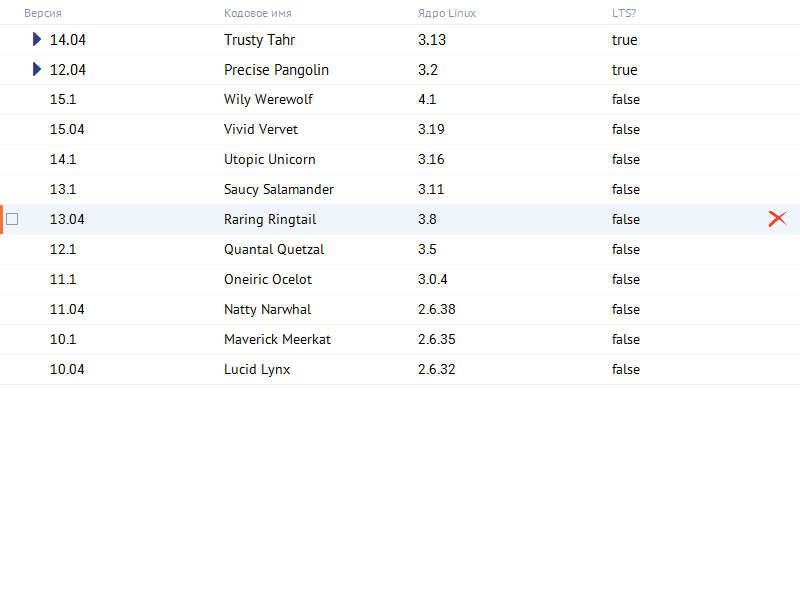 Версия Кодовое имя Ядро Linux LTS?
14.04 Trusty Tahr 3.13 true
12.04 Precise Pangolin 3.2 true
15.1 Wily Werewolf 4.1 false
15.04 Vivid Vervet 3.19 false
14.1 Utopic Unicorn 3.16 false
13.1 Saucy Salamander 3.11 false
13.04 Raring Ringtail 3.8 false
12.1 Quantal Quetzal 3.5 false
11.1 Oneiric Ocelot 3.0.4 false
11.04 Natty Narwhal 2.6.38 false
10.1 Maverick Meerkat 2.6.35 false
10.04 Lucid Lynx 2.6.32 false